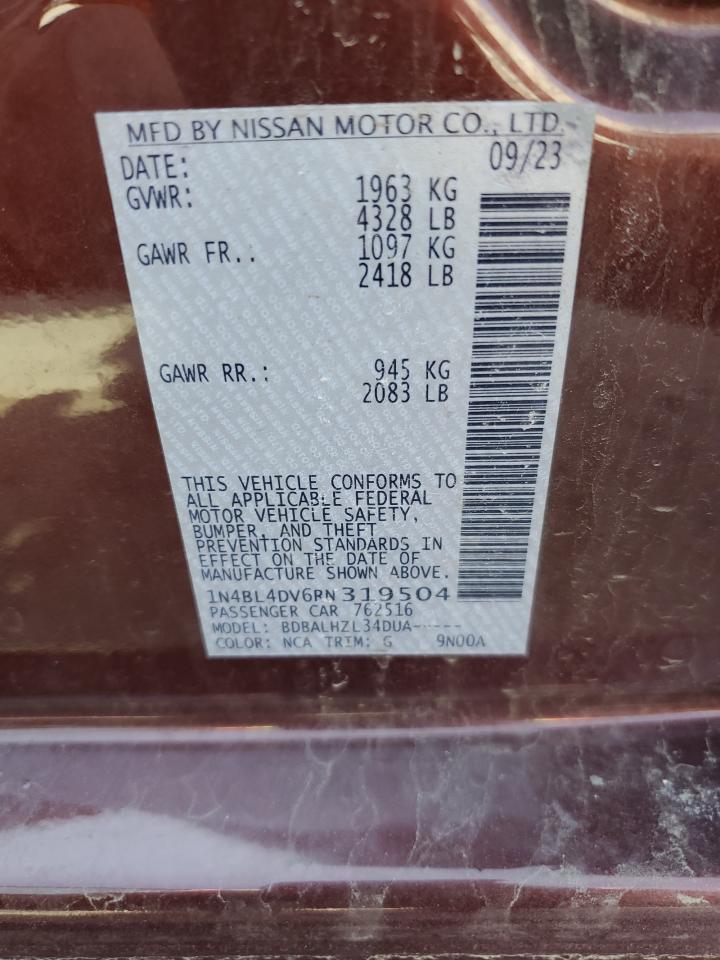 MFD BY NISSAN MOTOR CO., LTD.
DATE: 09/23
GVWR: 1963 KG
4328 LB
GAWR FR.. 1097 KG
2418 LB
GAWR RR.: 945 KG
2083 LB
THIS VEHICLE CONFORMS TO
ALL APPLICABLE FEDERAL
MOTOR VEHICLE SAFETY,
BUMPER, AND THEFT
PREVENTION STANDARDS IN
EFFECT ON THE DATE OF
MANUFACTURE SHOWN ABOVE.
1N4BL4DV6RN319504
PASSENGER CAR 762516
MODEL: BDBALHZL34DUA-----
COLOR: NCA TRIM: G 9N00A